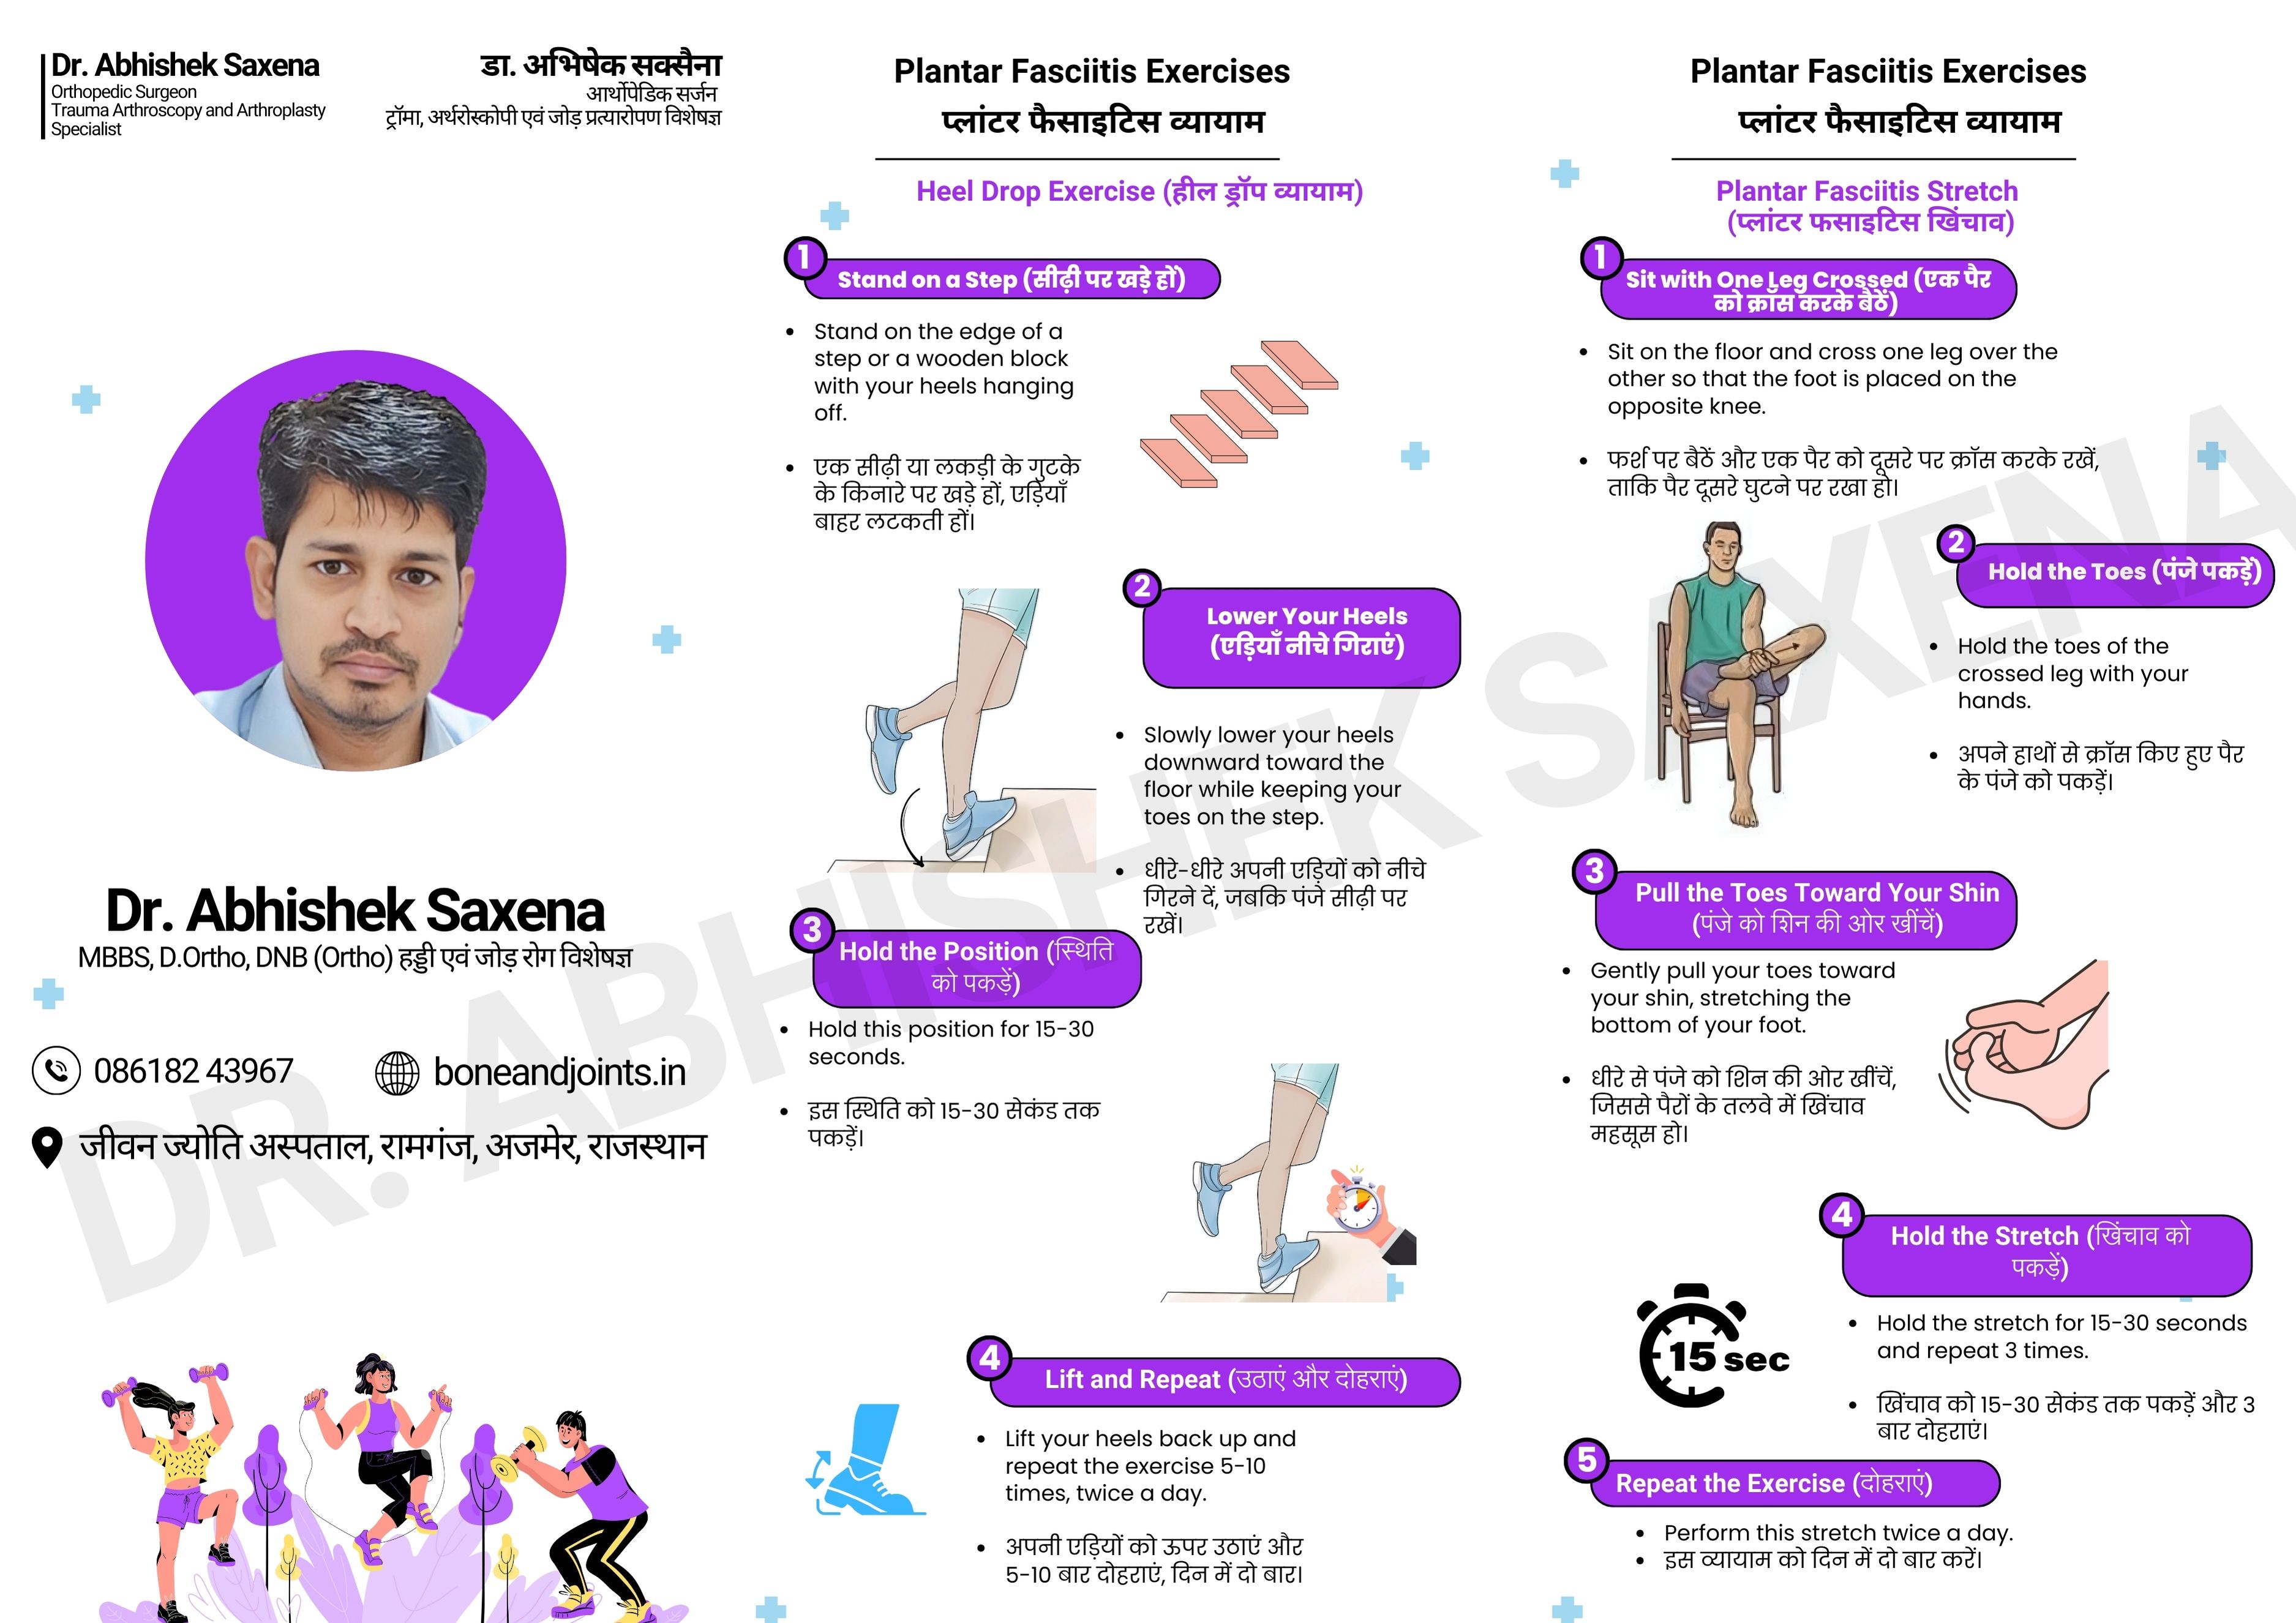 Dr. Abhishek Saxena
Orthopedic Surgeon
Trauma Arthroscopy and Arthroplasty
Specialist
डा. अभिषेक सक्सैना
आर्थोपेडिक सर्जन
ट्रॉमा, अर्थरोस्कोपी एवं जोड़ प्रत्यारोपण विशेषज्ञ
Dr. Abhishek Saxena
MBBS, D.Ortho, DNB (Ortho) हड्डी एवं जोड़ रोग विशेषज्ञ
086182 43967
boneandjoints.in
जीवन ज्योति अस्पताल, रामगंज, अजमेर, राजस्थान
Plantar Fasciitis Exercises
प्लांटर फैसाइटिस व्यायाम
Heel Drop Exercise (हील ड्रॉप व्यायाम)
1
Stand on a Step (सीढ़ी पर खड़े हों)
• Stand on the edge of a
step or a wooden block
with your heels hanging
off.
• एक सीढ़ी या लकड़ी के गुटके
के किनारे पर खड़े हों, एड़ियाँ
बाहर लटकती हों।
2
Lower Your Heels
(एड़ियाँ नीचे गिराएं)
• Slowly lower your heels
downward toward the
floor while keeping your
toes on the step.
• धीरे-धीरे अपनी एड़ियों को नीचे
गिरने दें, जबकि पंजे सीढ़ी पर
रखें।
3
Hold the Position (स्थिति
को पकड़ें)
• Hold this position for 15-30
seconds.
• इस स्थिति को 15-30 सेकंड तक
पकड़ें।
4
Lift and Repeat (उठाएं और दोहराएं)
• Lift your heels back up and
repeat the exercise 5-10
times, twice a day.
• अपनी एड़ियों को ऊपर उठाएं और
5-10 बार दोहराएं, दिन में दो बार।
Plantar Fasciitis Exercises
प्लांटर फैसाइटिस व्यायाम
Plantar Fasciitis Stretch
(प्लांटर फसाइटिस खिंचाव)
1
Sit with One Leg Crossed (एक पैर
को क्रॉस करके बैठें)
• Sit on the floor and cross one leg over the
other so that the foot is placed on the
opposite knee.
• फर्श पर बैठें और एक पैर को दूसरे पर क्रॉस करके रखें,
ताकि पैर दूसरे घुटने पर रखा हो।
2
Hold the Toes (पंजे पकड़ें)
• Hold the toes of the
crossed leg with your
hands.
• अपने हाथों से क्रॉस किए हुए पैर
के पंजे को पकड़ें।
3
Pull the Toes Toward Your Shin
(पंजे को शिन की ओर खींचें)
• Gently pull your toes toward
your shin, stretching the
bottom of your foot.
• धीरे से पंजे को शिन की ओर खींचें,
जिससे पैरों के तलवे में खिंचाव
महसूस हो।
4
Hold the Stretch (खिंचाव को
पकड़ें)
15 sec
• Hold the stretch for 15-30 seconds
and repeat 3 times.
• खिंचाव को 15-30 सेकंड तक पकड़ें और 3
बार दोहराएं।
5
Repeat the Exercise (दोहराएं)
• Perform this stretch twice a day.
• इस व्यायाम को दिन में दो बार करें।
DR. ABHISHEK SAXENA